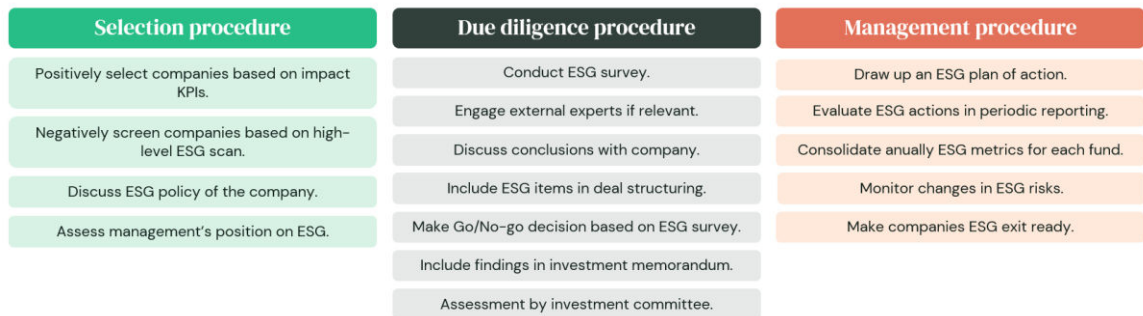 Selection procedure
Positively select companies based on impact
KPIs.
Negatively screen companies based on high-
level ESG scan.
Discuss ESG policy of the company.
Assess management's position on ESG.
Due diligence procedure
Conduct ESG survey.
Engage external experts if relevant.
Discuss conclusions with company.
Include ESG items in deal structuring.
Make Go/No-go decision based on ESG survey.
Include findings in investment memorandum.
Assessment by investment committee.
Management procedure
Draw up an ESG plan of action.
Evaluate ESG actions in periodic reporting.
Consolidate anually ESG metrics for each fund.
Monitor changes in ESG risks.
Make companies ESG exit ready.